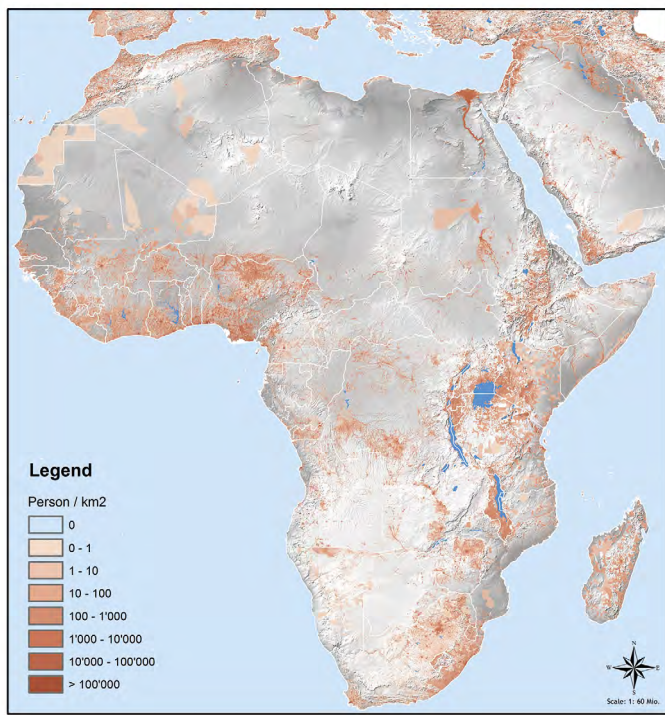 Legend
Person / km2
0
0 - 1
1 - 10
10 - 100
100 - 1'000
1'000 - 10'000
10'000 - 100'000
> 100'000
N
W
E
S
Scale: 1: 60 Mio.